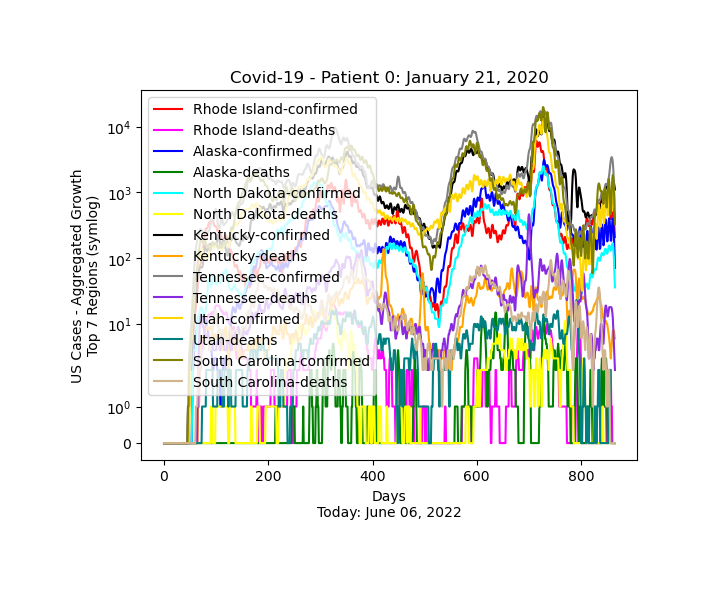 Covid-19 - Patient 0: January 21, 2020
US Cases - Aggregated Growth
Top 7 Regions (symlog)
10^4
10^3
10^2
10^1
10^0
0
Rhode Island-confirmed
Rhode Island-deaths
Alaska-confirmed
Alaska-deaths
North Dakota-confirmed
North Dakota-deaths
Kentucky-confirmed
Kentucky-deaths
Tennessee-confirmed
Tennessee-deaths
Utah-confirmed
Utah-deaths
South Carolina-confirmed
South Carolina-deaths
0 200 400 600 800
Days
Today: June 06, 2022